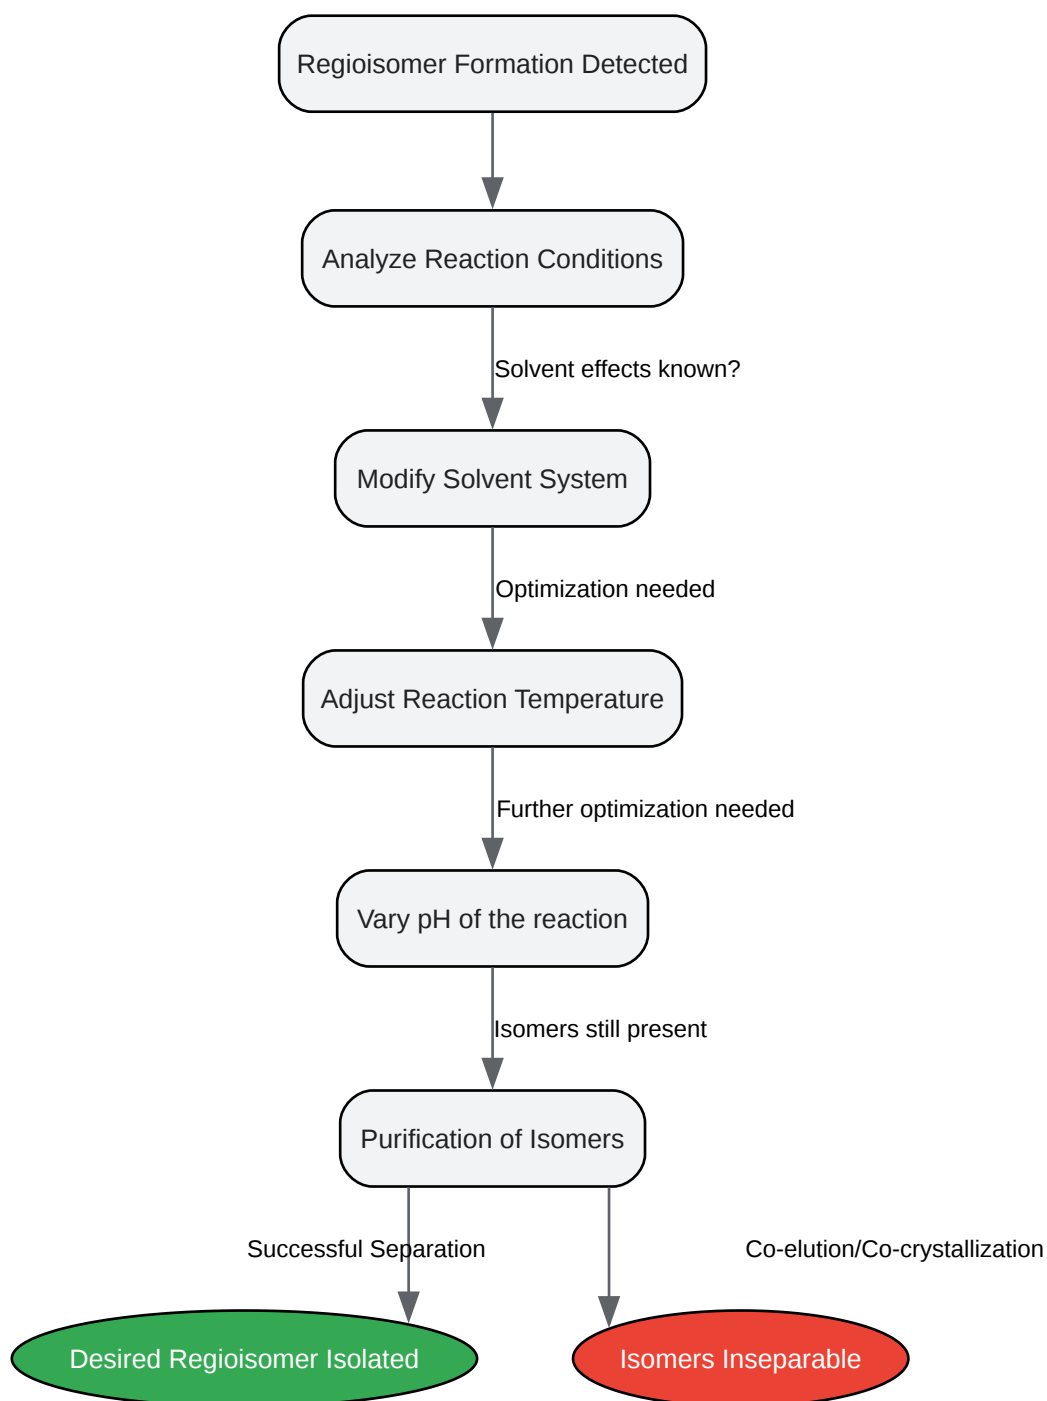 Regioisomer Formation Detected
Analyze Reaction Conditions
Solvent effects known?
Modify Solvent System
Optimization needed
Adjust Reaction Temperature
Further optimization needed
Vary pH of the reaction
Isomers still present
Purification of Isomers
Successful Separation
Co-elution/Co-crystallization
Desired Regioisomer Isolated
Isomers Inseparable